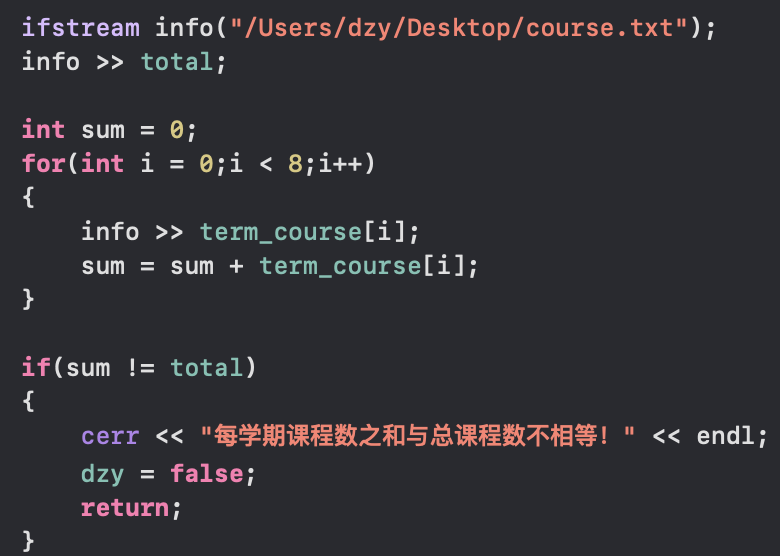 ifstream info("/Users/dzy/Desktop/course.txt");
info >> total;
int sum = 0;
for(int i = 0;i < 8;i++)
{
info >> term_course[i];
sum = sum + term_course[i];
}
if(sum != total)
{
cerr << "每学期课程数之和与总课程数不相等！" << endl;
dzy = false;
return;
}